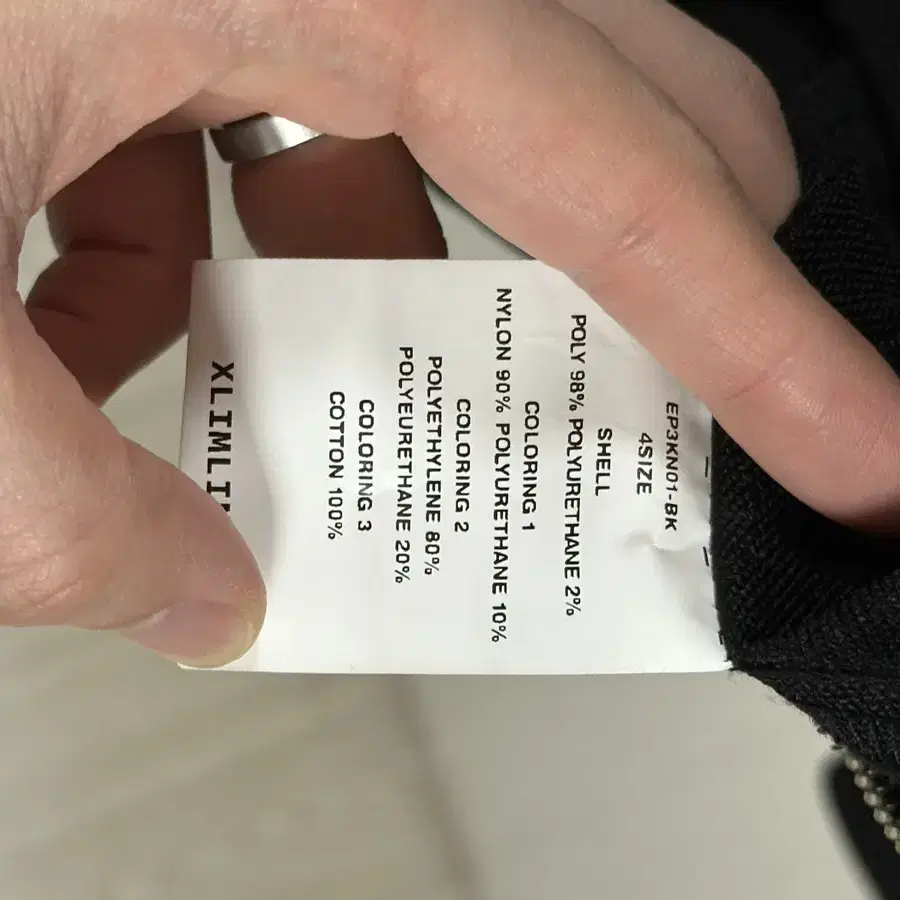 EP3KN01-BK
4SIZE
SHELL
POLY 98% POLYURETHANE 2%
COLORING 1
NYLON 90% POLYURETHANE 10%
COLORING 2
POLYETHYLENE 80%
POLYEURETHANE 20%
COLORING 3
COTTON 100%